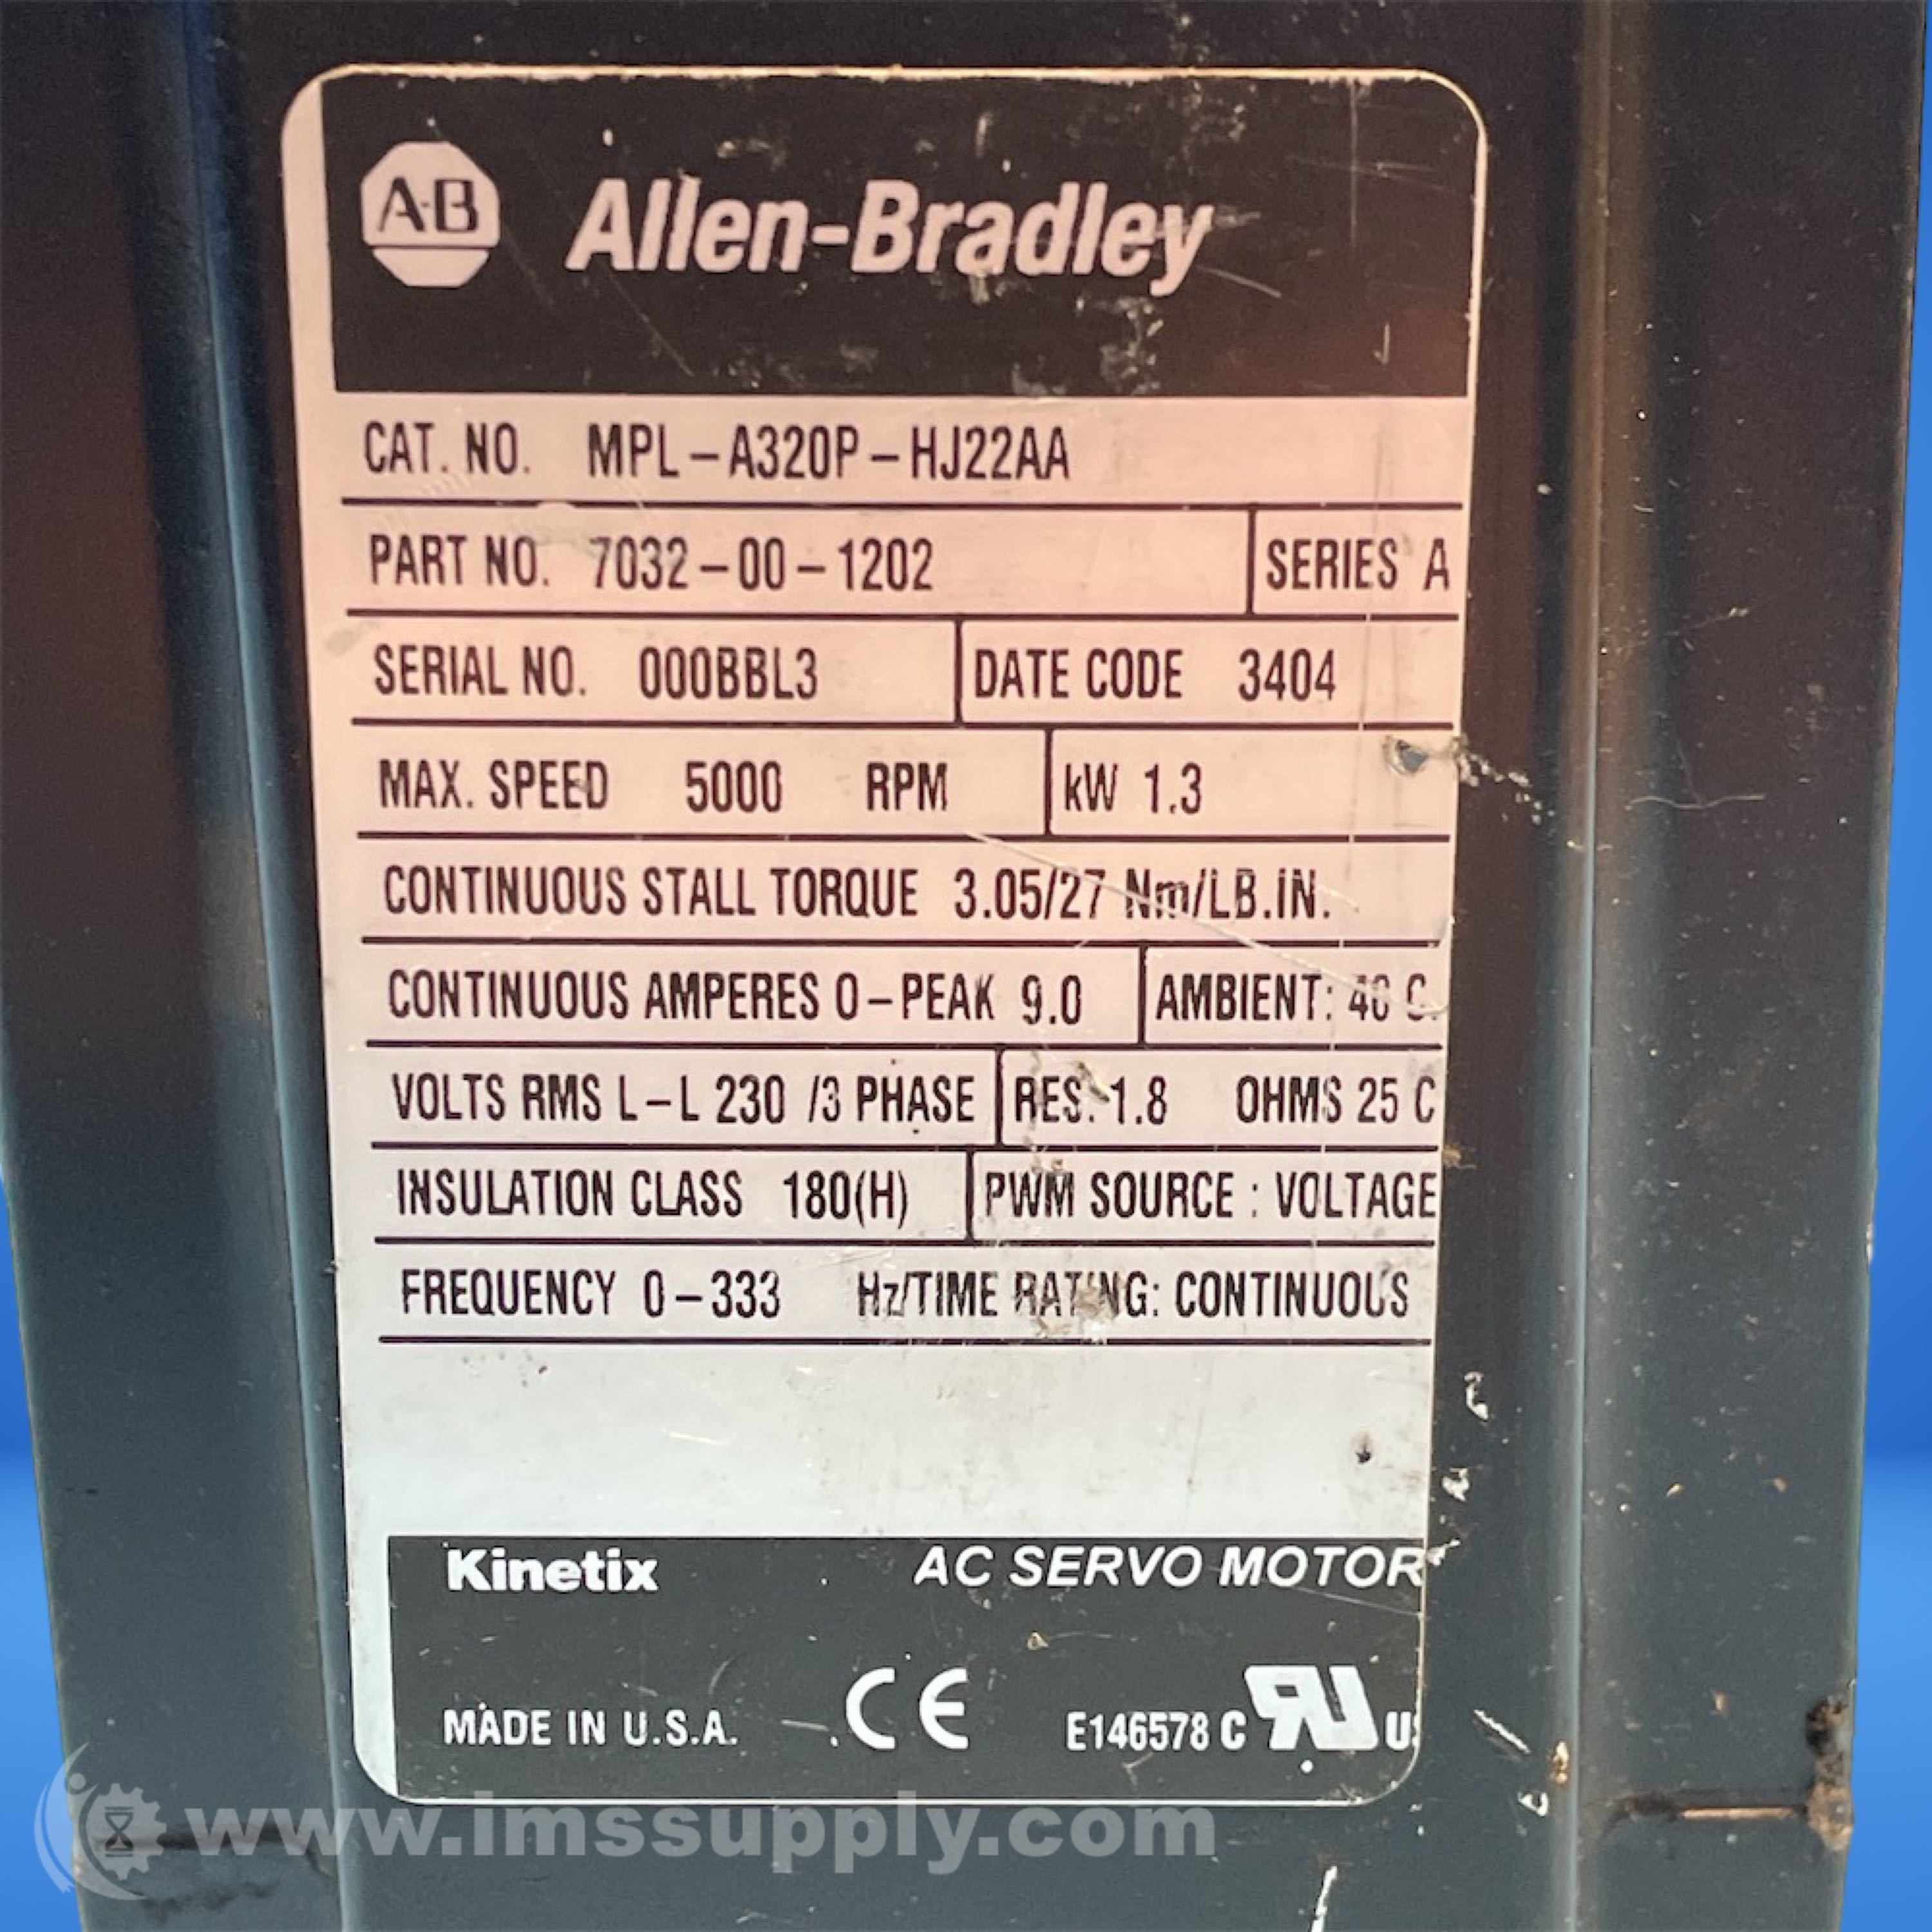 A-B Allen-Bradley
CAT. NO. MPL-A320P-HJ22AA
PART NO. 7032-00-1202 SERIES A
SERIAL NO. 000BBL3 DATE CODE 3404
MAX. SPEED 5000 RPM kW 1.3
CONTINUOUS STALL TORQUE 3.05/27 Nm/LB.IN.
CONTINUOUS AMPERES 0-PEAK 9.0 AMBIENT: 40 C.
VOLTS RMS L-L 230 /3 PHASE RES. 1.8 OHMS 25 C
INSULATION CLASS 180(H) PWM SOURCE : VOLTAGE
FREQUENCY 0-333 Hz/TIME RATING: CONTINUOUS
Kinetix AC SERVO MOTOR
MADE IN U.S.A. CE E146578 C RU U
www.imssupply.com